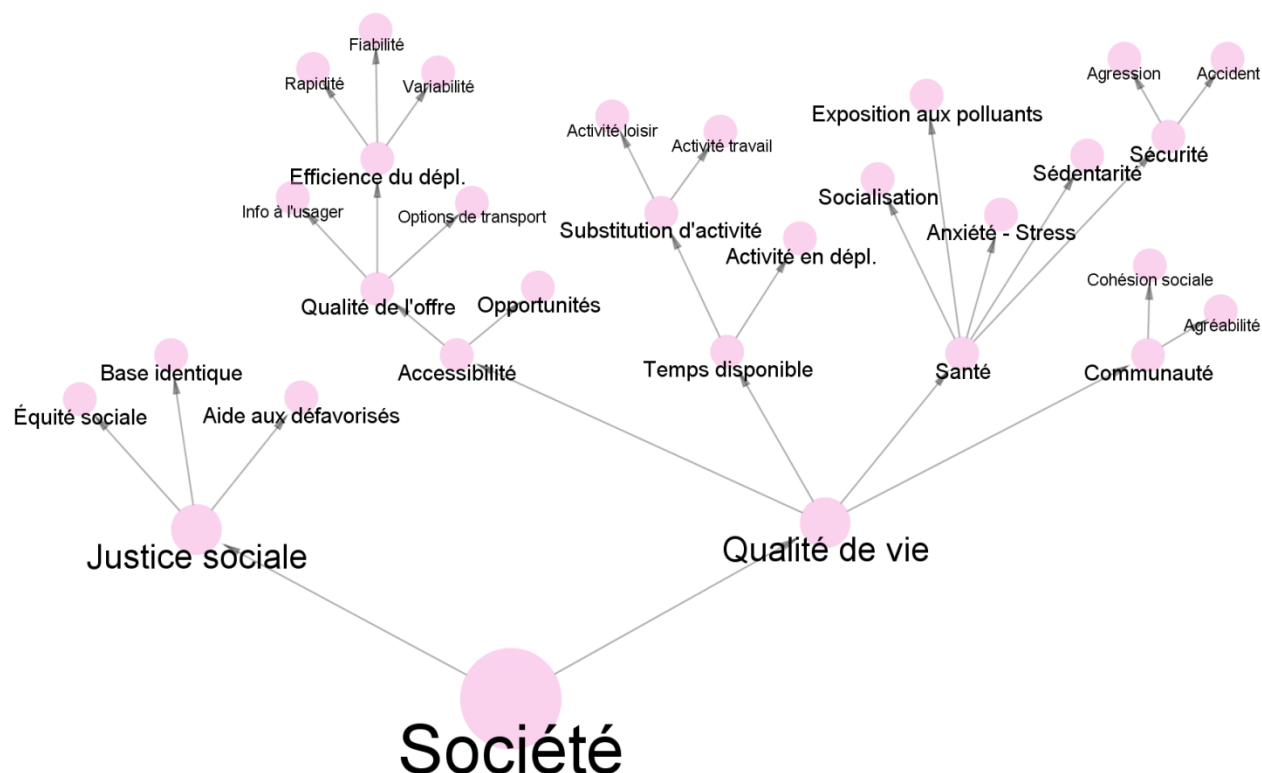 Fiabilité
Rapidité
Variabilité
Agression
Accident
Exposition aux polluants
Activité loisir
Activité travail
Sécurité
Efficience du dépl.
Sédentarité
Socialisation
Info à l'usager
Options de transport
Substitution d'activité
Anxiété - Stress
Activité en dépl.
Cohésion sociale
Qualité de l'offre
Opportunités
Agréabilité
Base identique
Accessibilité
Temps disponible
Santé
Communauté
Équité sociale
Aide aux défavorisés
Justice sociale
Qualité de vie
Société